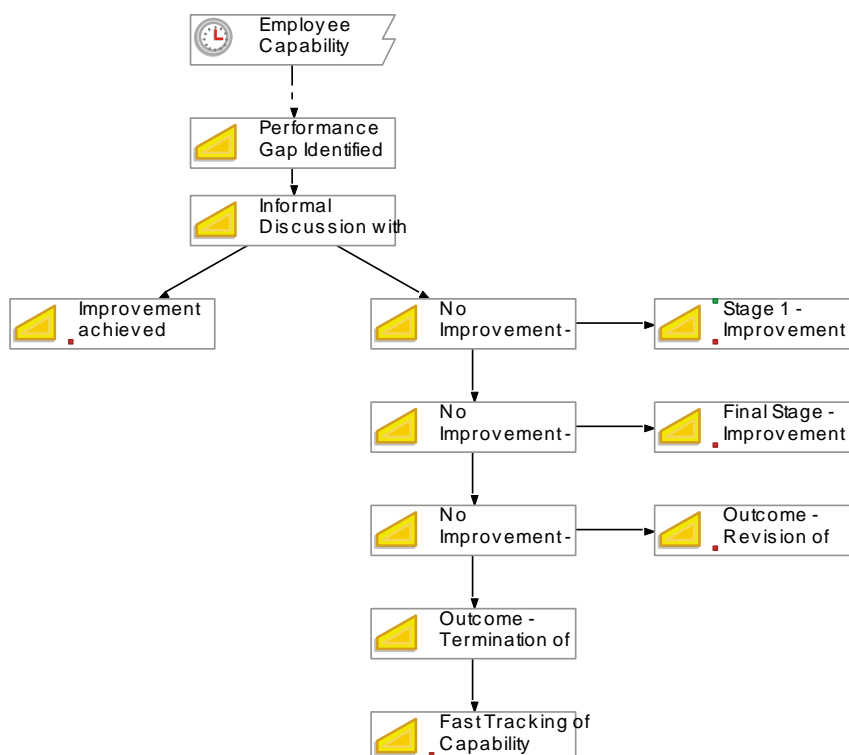 Employee
Capability
Performance
Gap Identified
Informal
Discussion with
Improvement
achieved
No
Improvement -
Stage 1 -
Improvement
No
Improvement -
Final Stage -
Improvement
No
Improvement -
Outcome -
Revision of
Outcome -
Termination of
Fast Tracking of
Capability